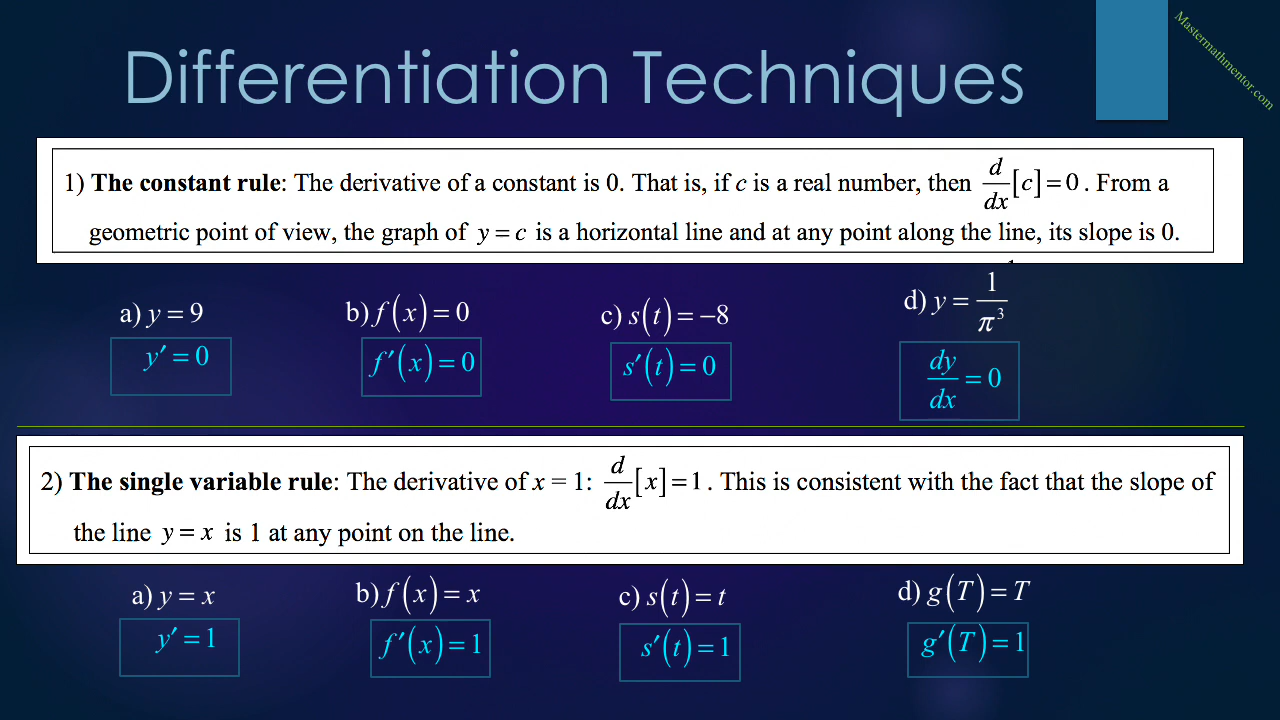 Differentiation Techniques
Mastermathmentor.com
1) The constant rule: The derivative of a constant is 0. That is, if c is a real number, then d/dx [c] = 0. From a
geometric point of view, the graph of y = c is a horizontal line and at any point along the line, its slope is 0.
a) y = 9
b) f(x) = 0
c) s(t) = −8
d) y = 1/π³
y′ = 0
f′(x) = 0
s′(t) = 0
dy/dx = 0
2) The single variable rule: The derivative of x = 1: d/dx [x] = 1. This is consistent with the fact that the slope of
the line y = x is 1 at any point on the line.
a) y = x
b) f(x) = x
c) s(t) = t
d) g(T) = T
y′ = 1
f′(x) = 1
s′(t) = 1
g′(T) = 1